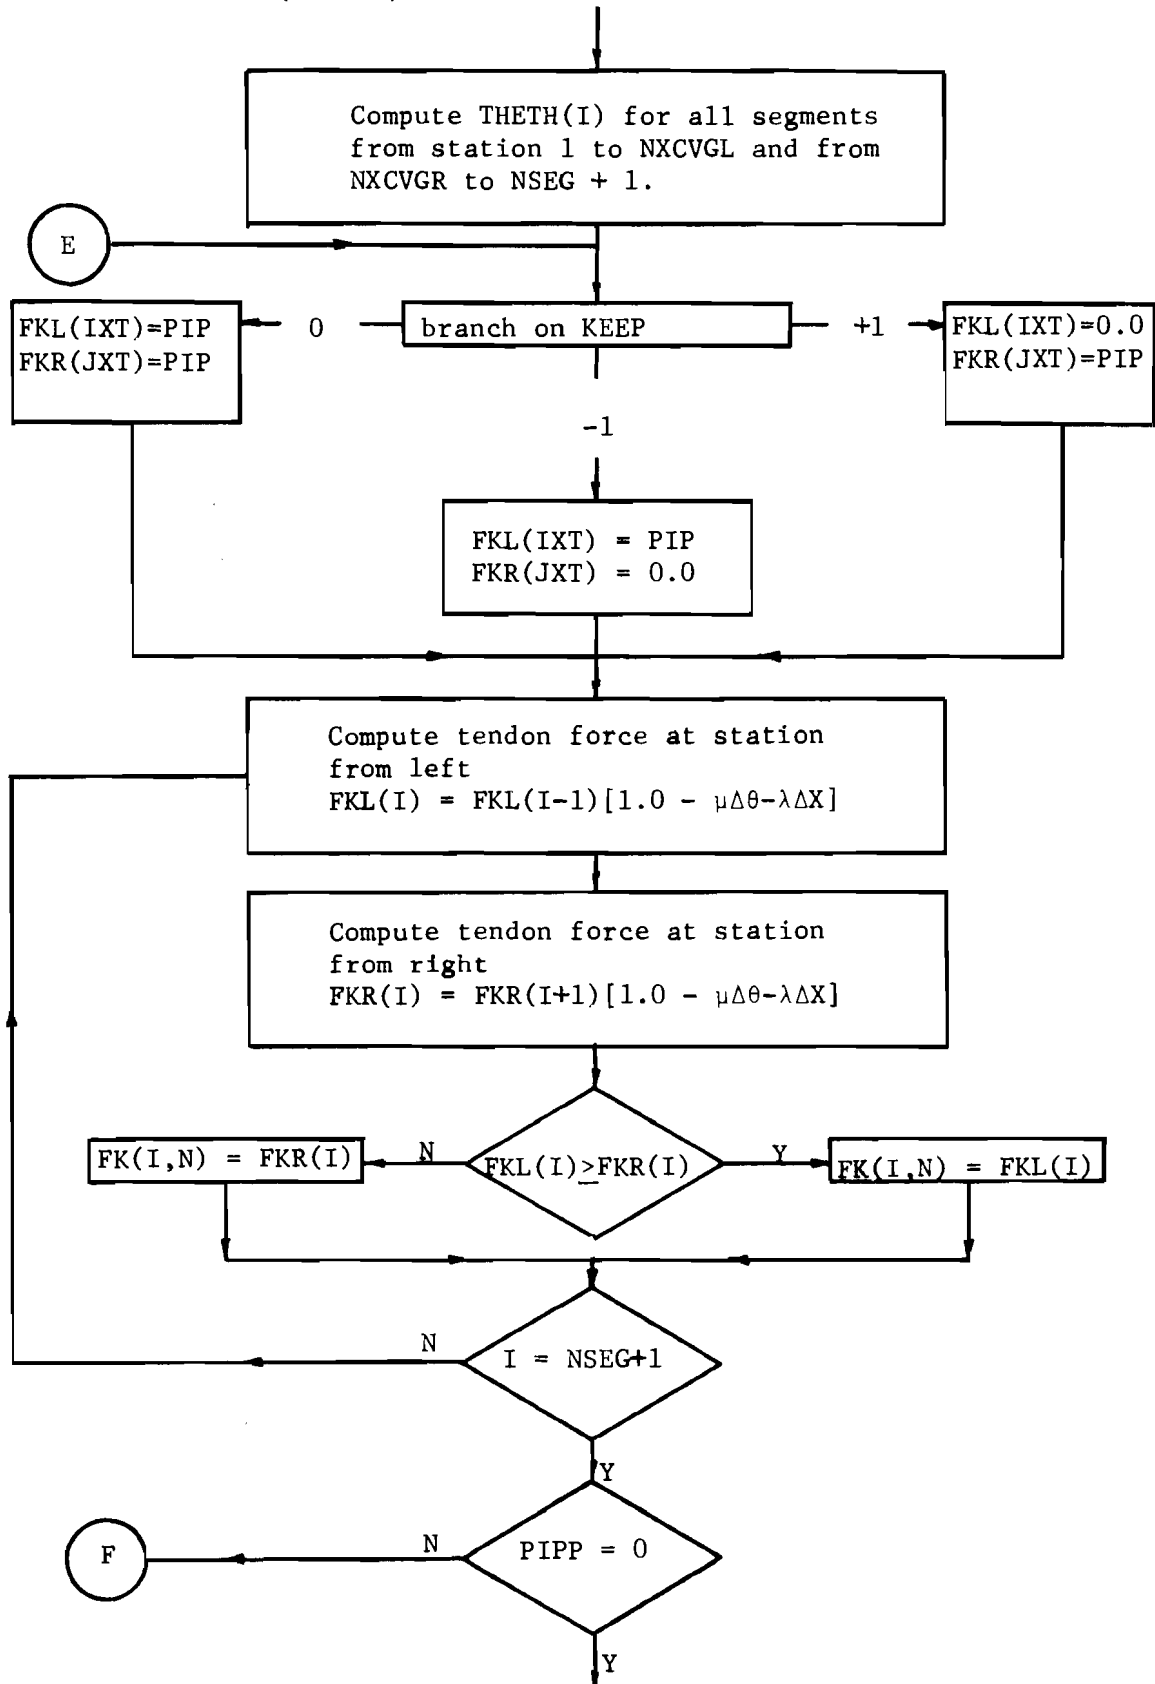 Compute THETH(I) for all segments
from station 1 to NXCVGL and from
NXCVGR to NSEG + 1.
E
FKL(IXT)=PIP
FKR(JXT)=PIP
0
branch on KEEP
+1
FKL(IXT)=0.0
FKR(JXT)=PIP
-1
FKL(IXT) = PIP
FKR(JXT) = 0.0
Compute tendon force at station
from left
FKL(I) = FKL(I-1)[1.0 - μΔθ-λΔX]
Compute tendon force at station
from right
FKR(I) = FKR(I+1)[1.0 - μΔθ-λΔX]
FK(I,N) = FKR(I)
N
FKL(I)≥FKR(I)
Y
FK(I,N) = FKL(I)
N
I = NSEG+1
Y
F
N
PIPP = 0
Y